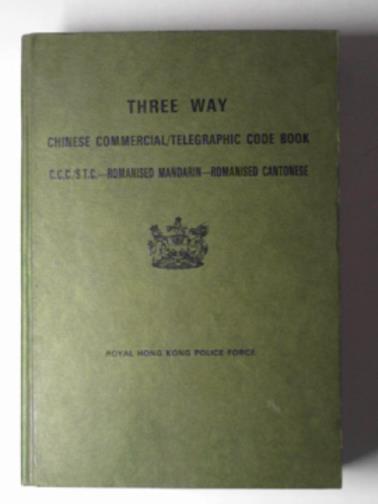 THREE WAY
CHINESE COMMERCIAL/TELEGRAPHIC CODE BOOK
C.C.C./S.T.C.—ROMANISED MANDARIN—ROMANISED CANTONESE
ROYAL HONG KONG POLICE FORCE